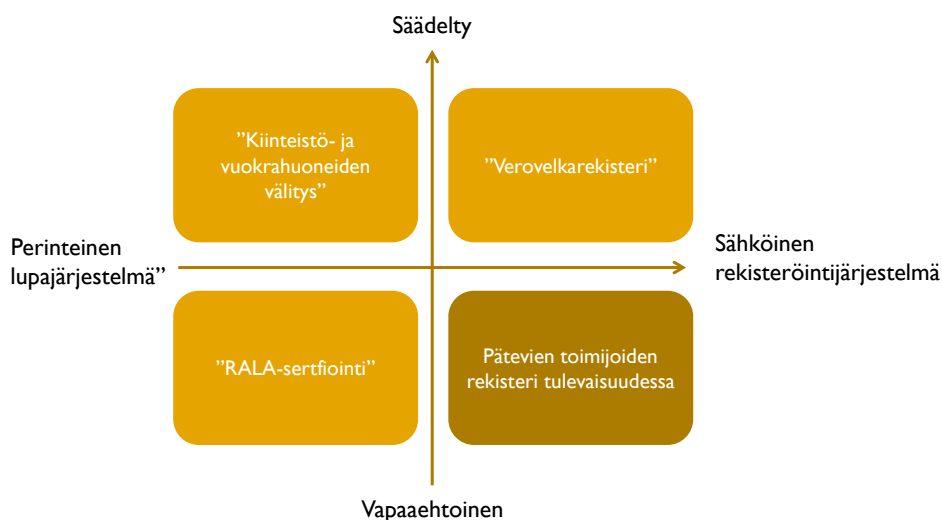 Säädelty
”Kiinteistö- ja
vuokrahuoneiden
välitys”
”Verovelkarekisteri”
Perinteinen
lupajärjestelmä”
Sähköinen
rekisteröintijärjestelmä
”RALA-sertfiointi”
Pätevien toimijoiden
rekisteri tulevaisuudessa
Vapaaehtoinen